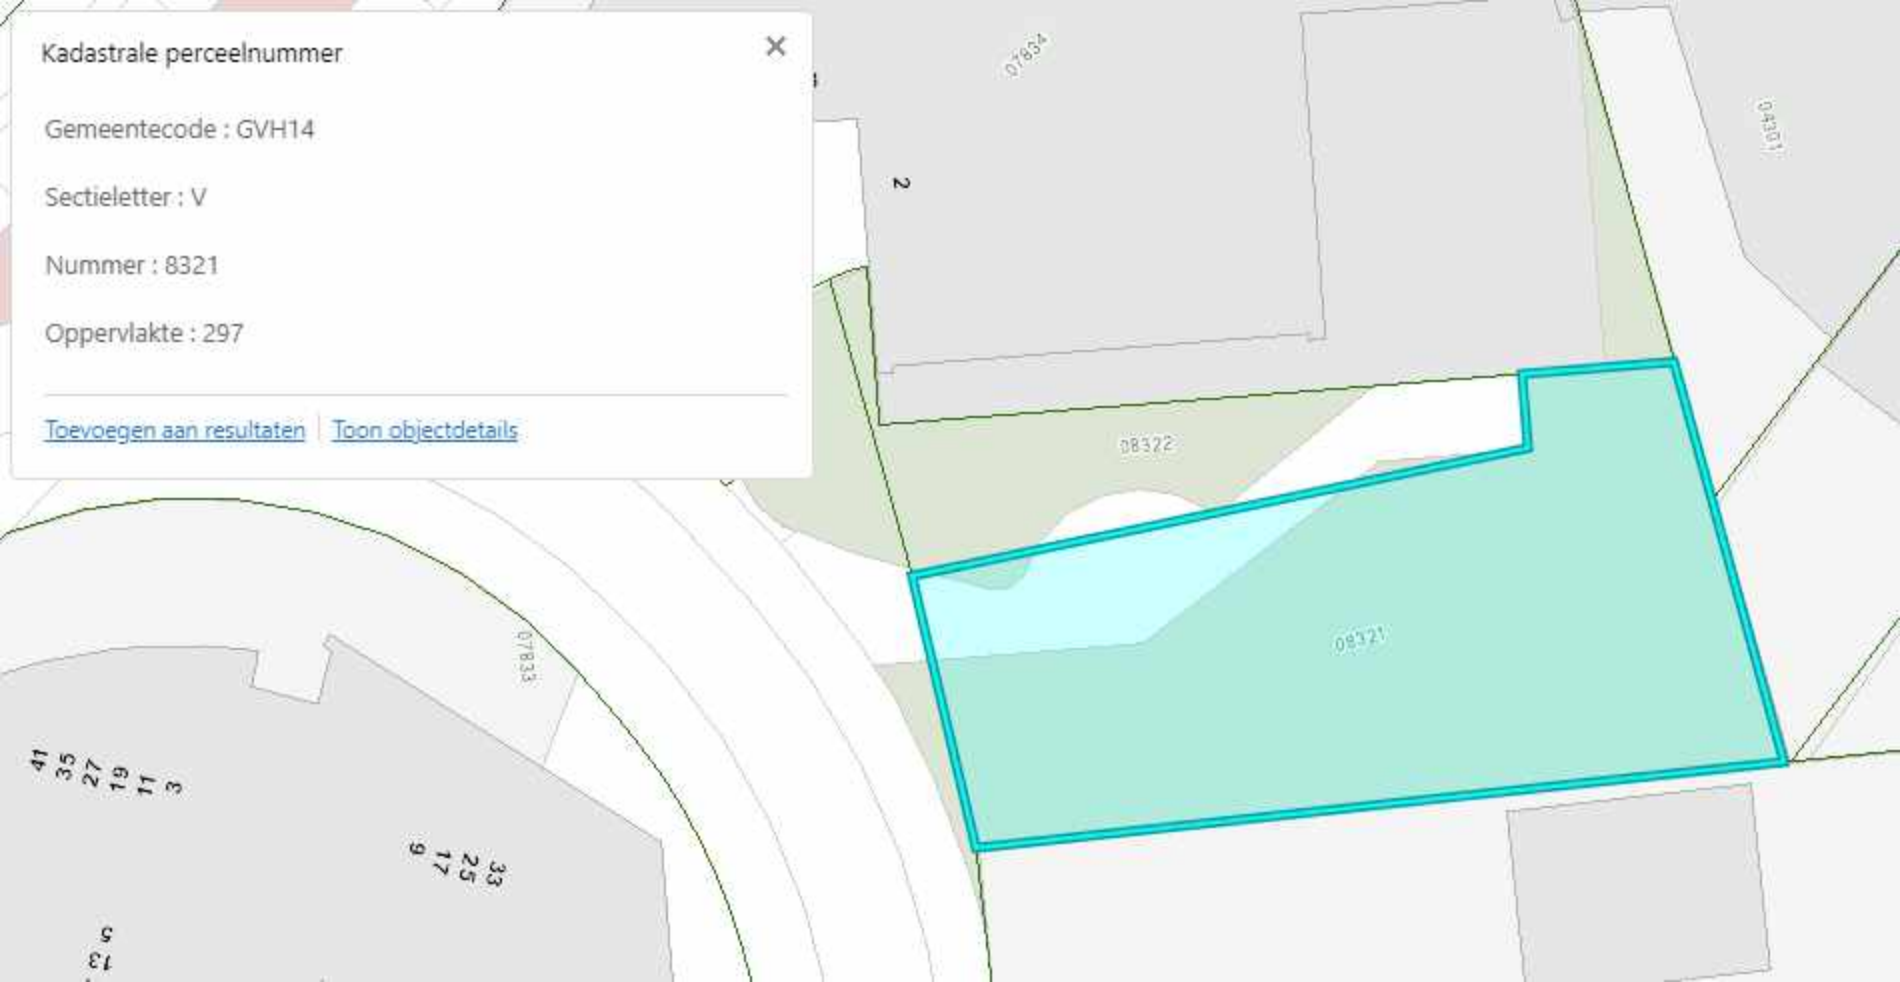 Kadastrale perceelnummer
Gemeentecode : GVH14
Sectieletter : V
Nummer : 8321
Oppervlakte : 297
Toevoegen aan resultaten
Toon objectdetails
07834
04301
2
08322
08321
07833
41
35
27
19
11
3
9
17
25
33
5
13